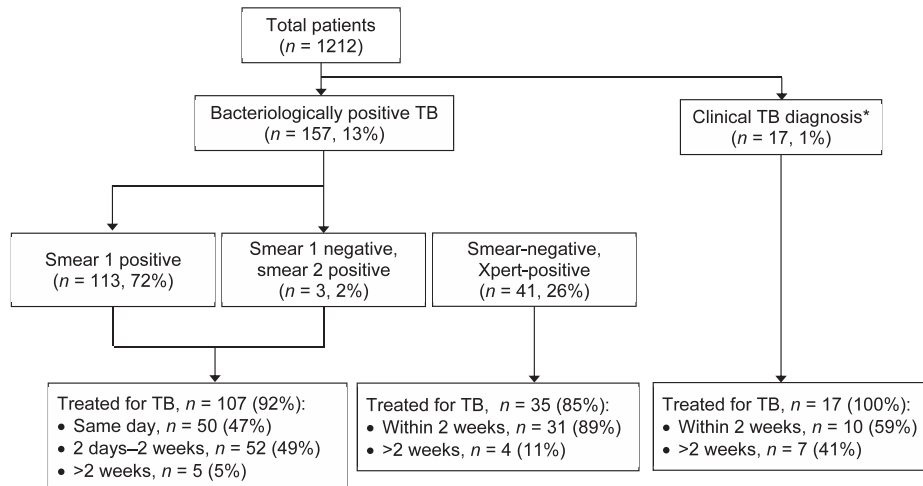 Total patients
(n = 1212)
Bacteriologically positive TB
(n = 157, 13%)
Clinical TB diagnosis*
(n = 17, 1%)
Smear 1 positive
(n = 113, 72%)
Smear 1 negative,
smear 2 positive
(n = 3, 2%)
Smear-negative,
Xpert-positive
(n = 41, 26%)
Treated for TB, n = 107 (92%):
• Same day, n = 50 (47%)
• 2 days–2 weeks, n = 52 (49%)
• >2 weeks, n = 5 (5%)
Treated for TB, n = 35 (85%):
• Within 2 weeks, n = 31 (89%)
• >2 weeks, n = 4 (11%)
Treated for TB, n = 17 (100%):
• Within 2 weeks, n = 10 (59%)
• >2 weeks, n = 7 (41%)